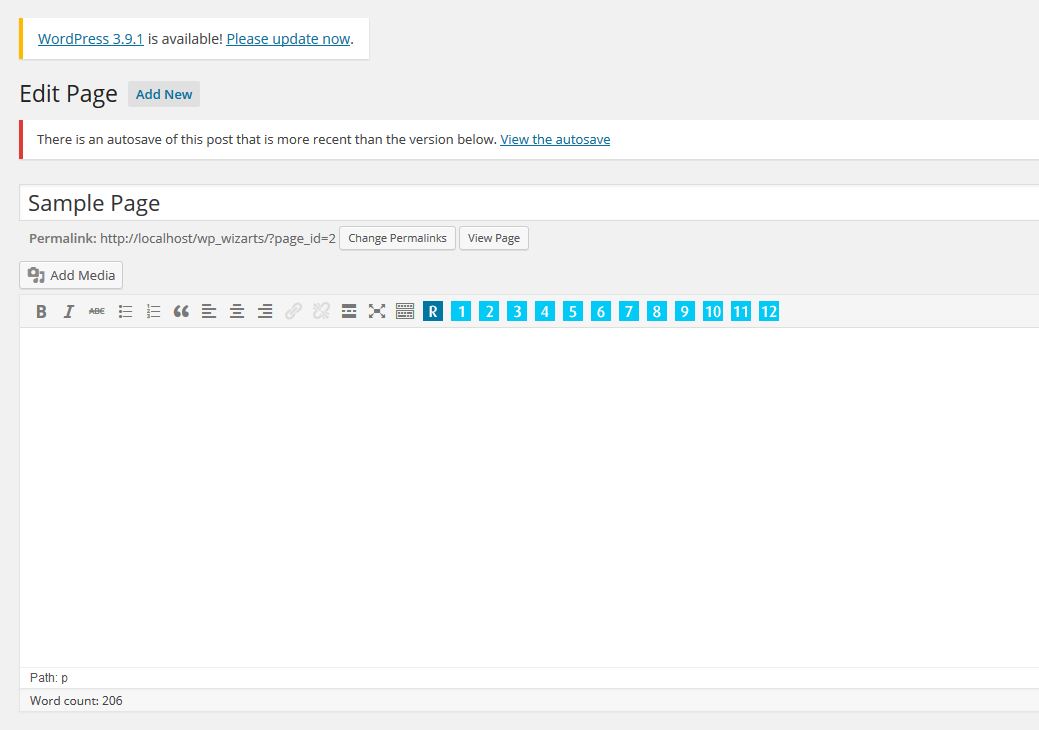 WordPress 3.9.1 is available! Please update now.
Edit Page Add New
There is an autosave of this post that is more recent than the version below. View the autosave
Sample Page
Permalink: http://localhost/wp_wizarts/?page_id=2 Change Permalinks View Page
Add Media
B I ABC R 1 2 3 4 5 6 7 8 9 10 11 12
Path: p
Word count: 206